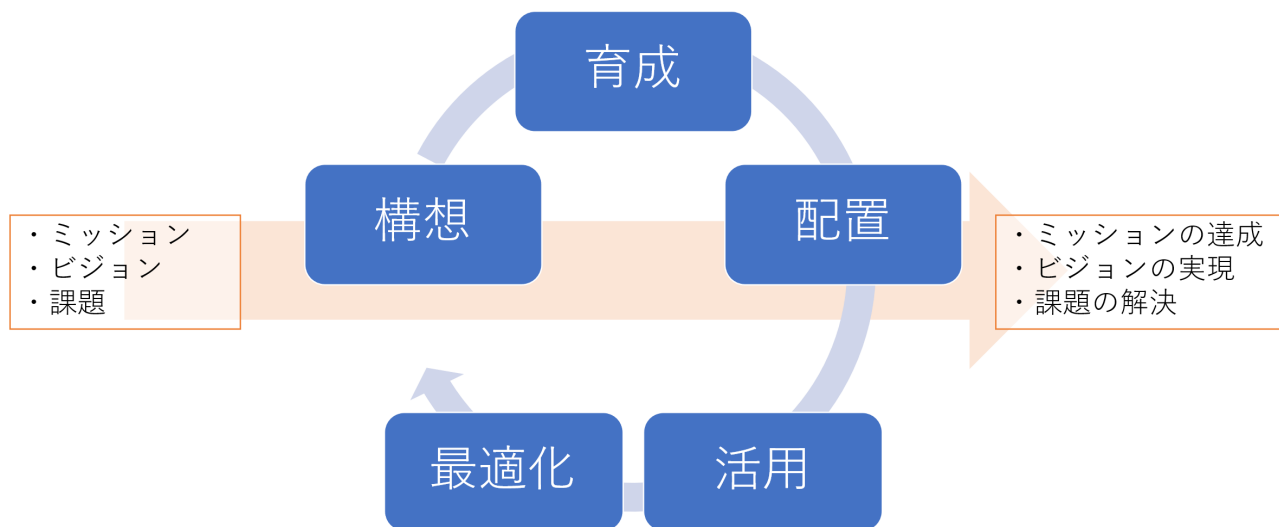 育成
構想
配置
・ミッション
・ビジョン
・課題
・ミッションの達成
・ビジョンの実現
・課題の解決
最適化
活用